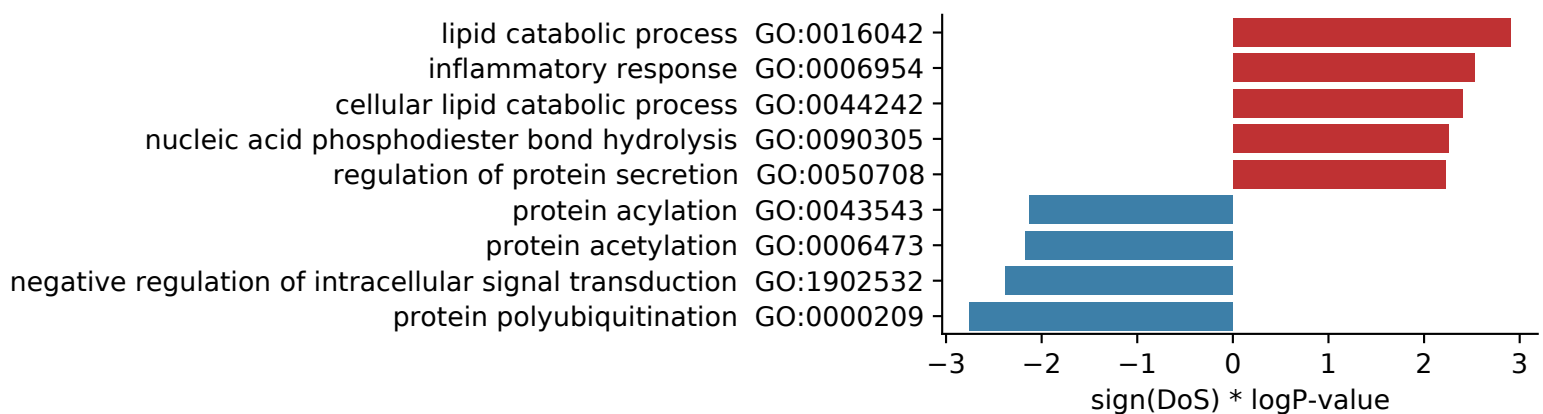 lipid catabolic process GO:0016042
inflammatory response GO:0006954
cellular lipid catabolic process GO:0044242
nucleic acid phosphodiester bond hydrolysis GO:0090305
regulation of protein secretion GO:0050708
protein acylation GO:0043543
protein acetylation GO:0006473
negative regulation of intracellular signal transduction GO:1902532
protein polyubiquitination GO:0000209
−3 −2 −1 0 1 2 3
sign(DoS) * logP-value